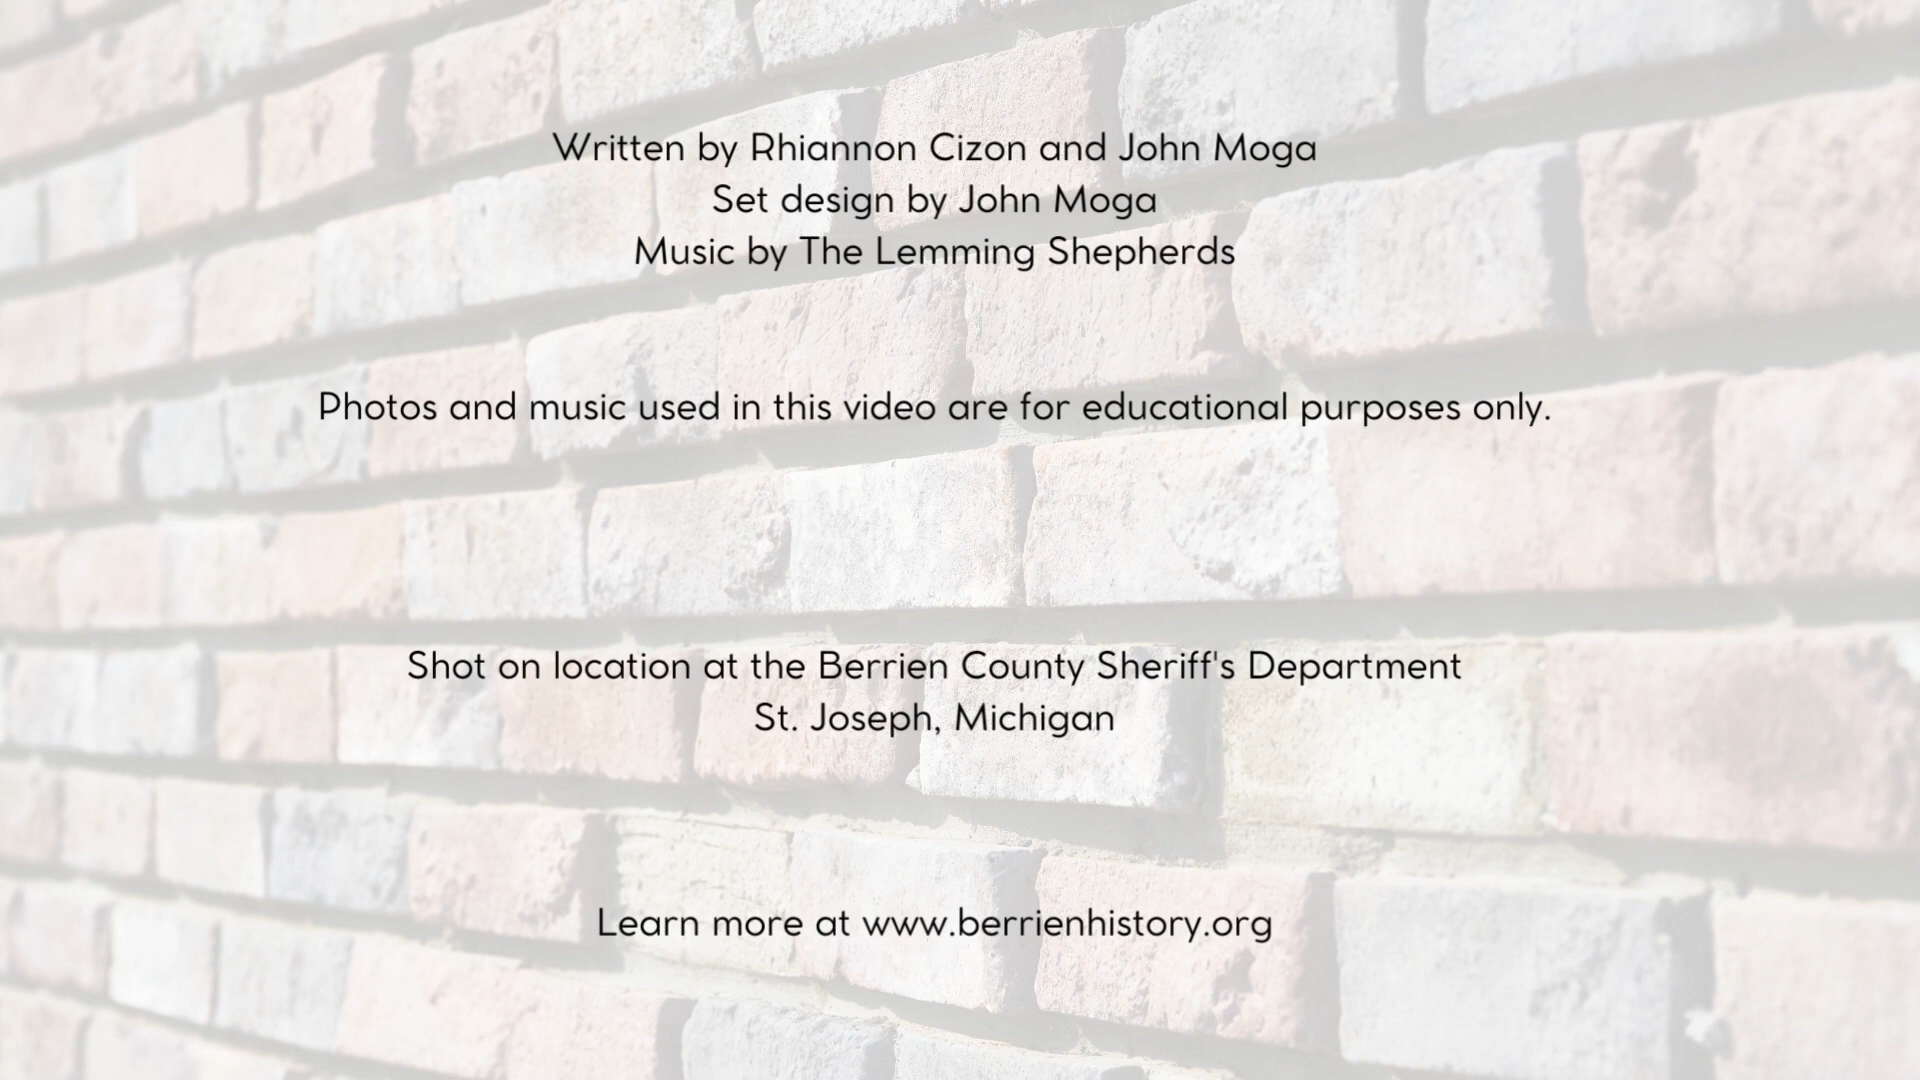 Written by Rhiannon Cizon and John Moga
Set design by John Moga
Music by The Lemming Shepherds
Photos and music used in this video are for educational purposes only.
Shot on location at the Berrien County Sheriff's Department
St. Joseph, Michigan
Learn more at www.berrienhistory.org